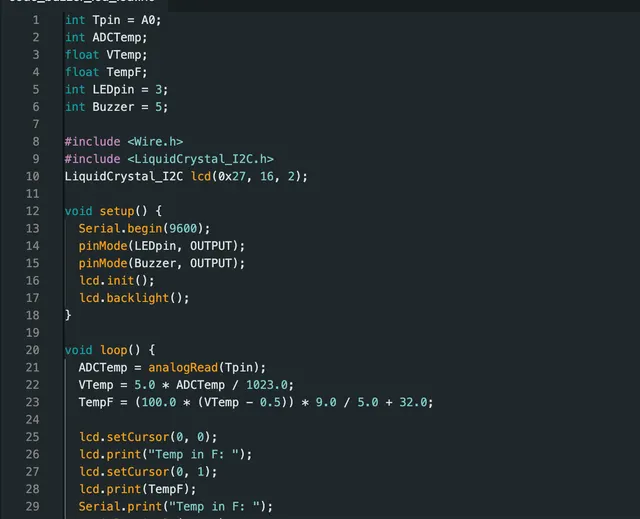 1 int Tpin = A0;
2 int ADCTemp;
3 float VTemp;
4 float TempF;
5 int LEDpin = 3;
6 int Buzzer = 5;
7
8 #include <Wire.h>
9 #include <LiquidCrystal_I2C.h>
10 LiquidCrystal_I2C lcd(0x27, 16, 2);
11
12 void setup() {
13 Serial.begin(9600);
14 pinMode(LEDpin, OUTPUT);
15 pinMode(Buzzer, OUTPUT);
16 lcd.init();
17 lcd.backlight();
18 }
19
20 void loop() {
21 ADCTemp = analogRead(Tpin);
22 VTemp = 5.0 * ADCTemp / 1023.0;
23 TempF = (100.0 * (VTemp - 0.5)) * 9.0 / 5.0 + 32.0;
24
25 lcd.setCursor(0, 0);
26 lcd.print("Temp in F: ");
27 lcd.setCursor(0, 1);
28 lcd.print(TempF);
29 Serial.print("Temp in F: ");